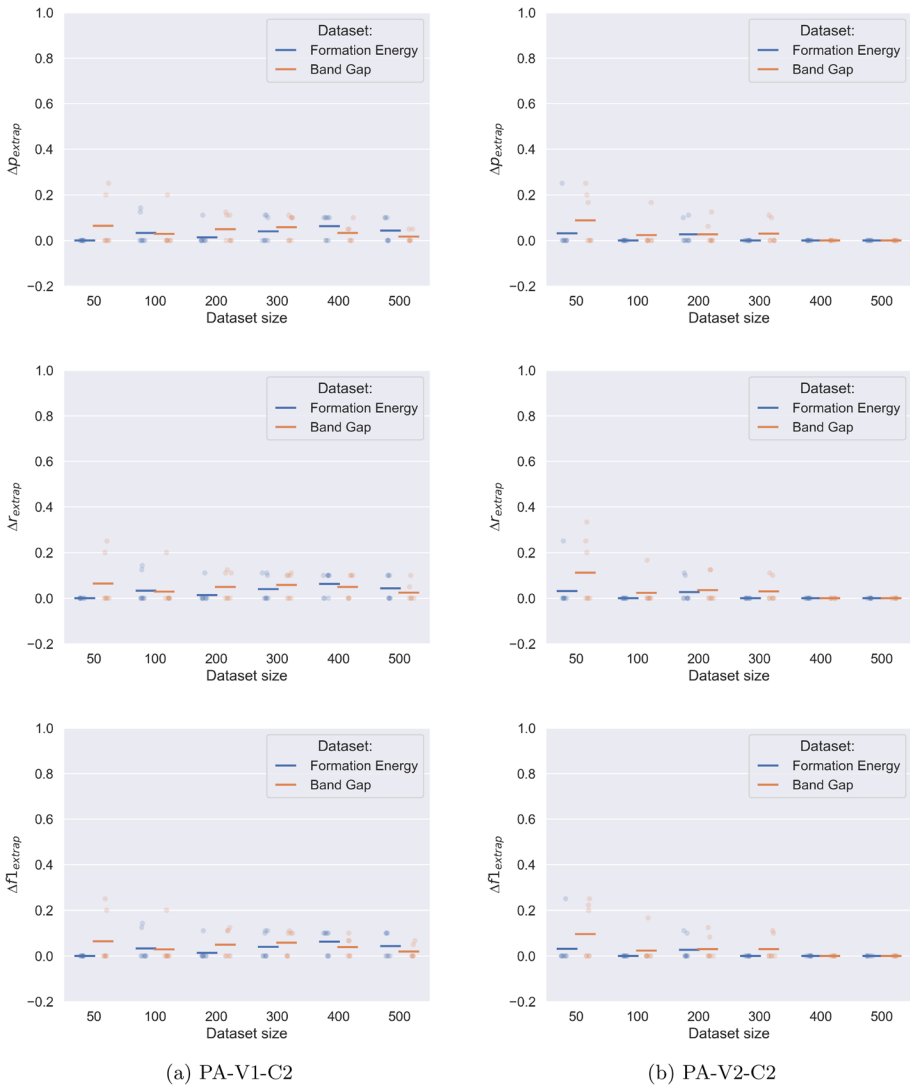 1.0
0.8
0.6
0.4
0.2
0.0
−0.2
Δp_extrap
Dataset:
Formation Energy
Band Gap
50 100 200 300 400 500
Dataset size
1.0
0.8
0.6
0.4
0.2
0.0
−0.2
Δp_extrap
Dataset:
Formation Energy
Band Gap
50 100 200 300 400 500
Dataset size
1.0
0.8
0.6
0.4
0.2
0.0
−0.2
Δr_extrap
Dataset:
Formation Energy
Band Gap
50 100 200 300 400 500
Dataset size
1.0
0.8
0.6
0.4
0.2
0.0
−0.2
Δr_extrap
Dataset:
Formation Energy
Band Gap
50 100 200 300 400 500
Dataset size
1.0
0.8
0.6
0.4
0.2
0.0
−0.2
Δf1_extrap
Dataset:
Formation Energy
Band Gap
50 100 200 300 400 500
Dataset size
1.0
0.8
0.6
0.4
0.2
0.0
−0.2
Δf1_extrap
Dataset:
Formation Energy
Band Gap
50 100 200 300 400 500
Dataset size
(a) PA-V1-C2
(b) PA-V2-C2